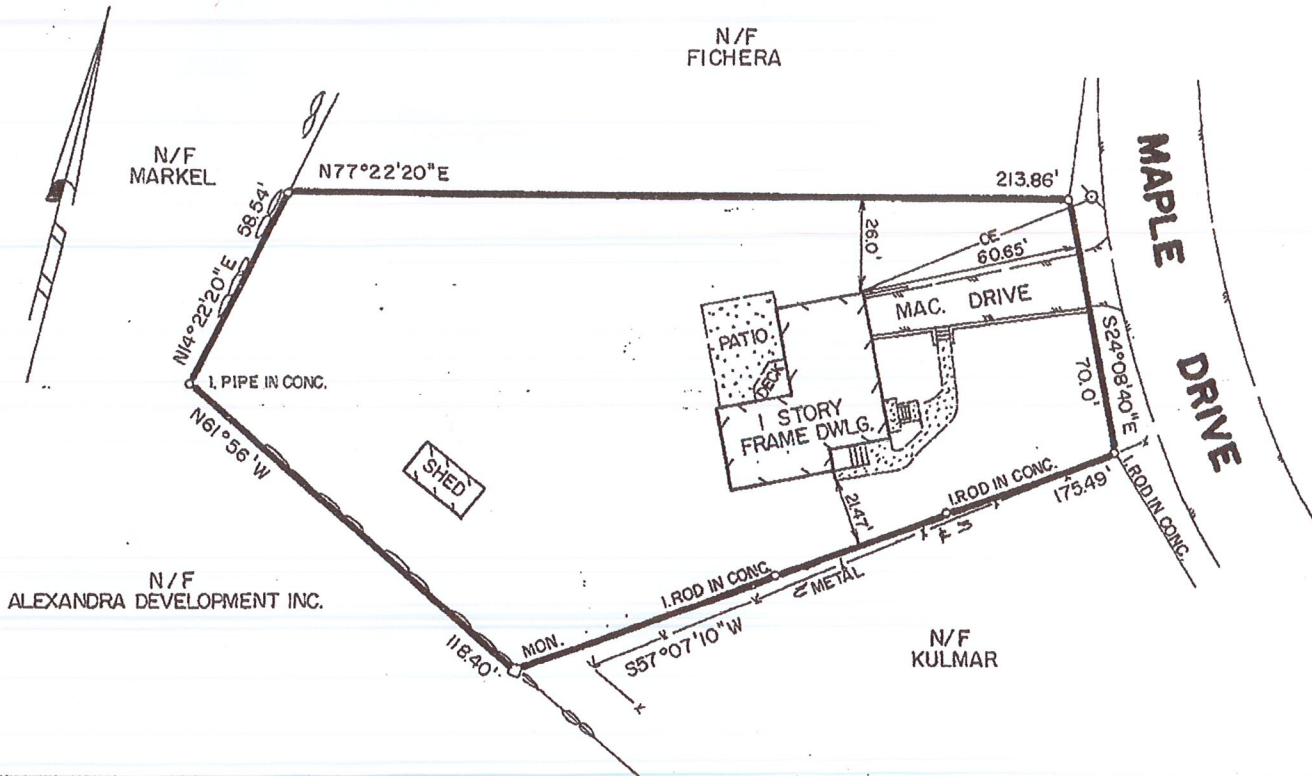 N/F
FICHERA
N/F
MARKEL
N77°22'20"E
213.86'
MAPLE
DRIVE
58.54'
N14°22'20"E
26.0'
OE
60.65'
MAC. DRIVE
S24°08'40"E
70.0'
PATIO
DECK
1 STORY
FRAME DWLG.
I. PIPE IN CONC.
N61°56'W
SHED
21.47'
I.ROD IN CONC.
175.49'
I.ROD IN CONC.
I.ROD IN CONC.
METAL
N/F
ALEXANDRA DEVELOPMENT INC.
118.40'
MON.
S57°07'10"W
N/F
KULMAR